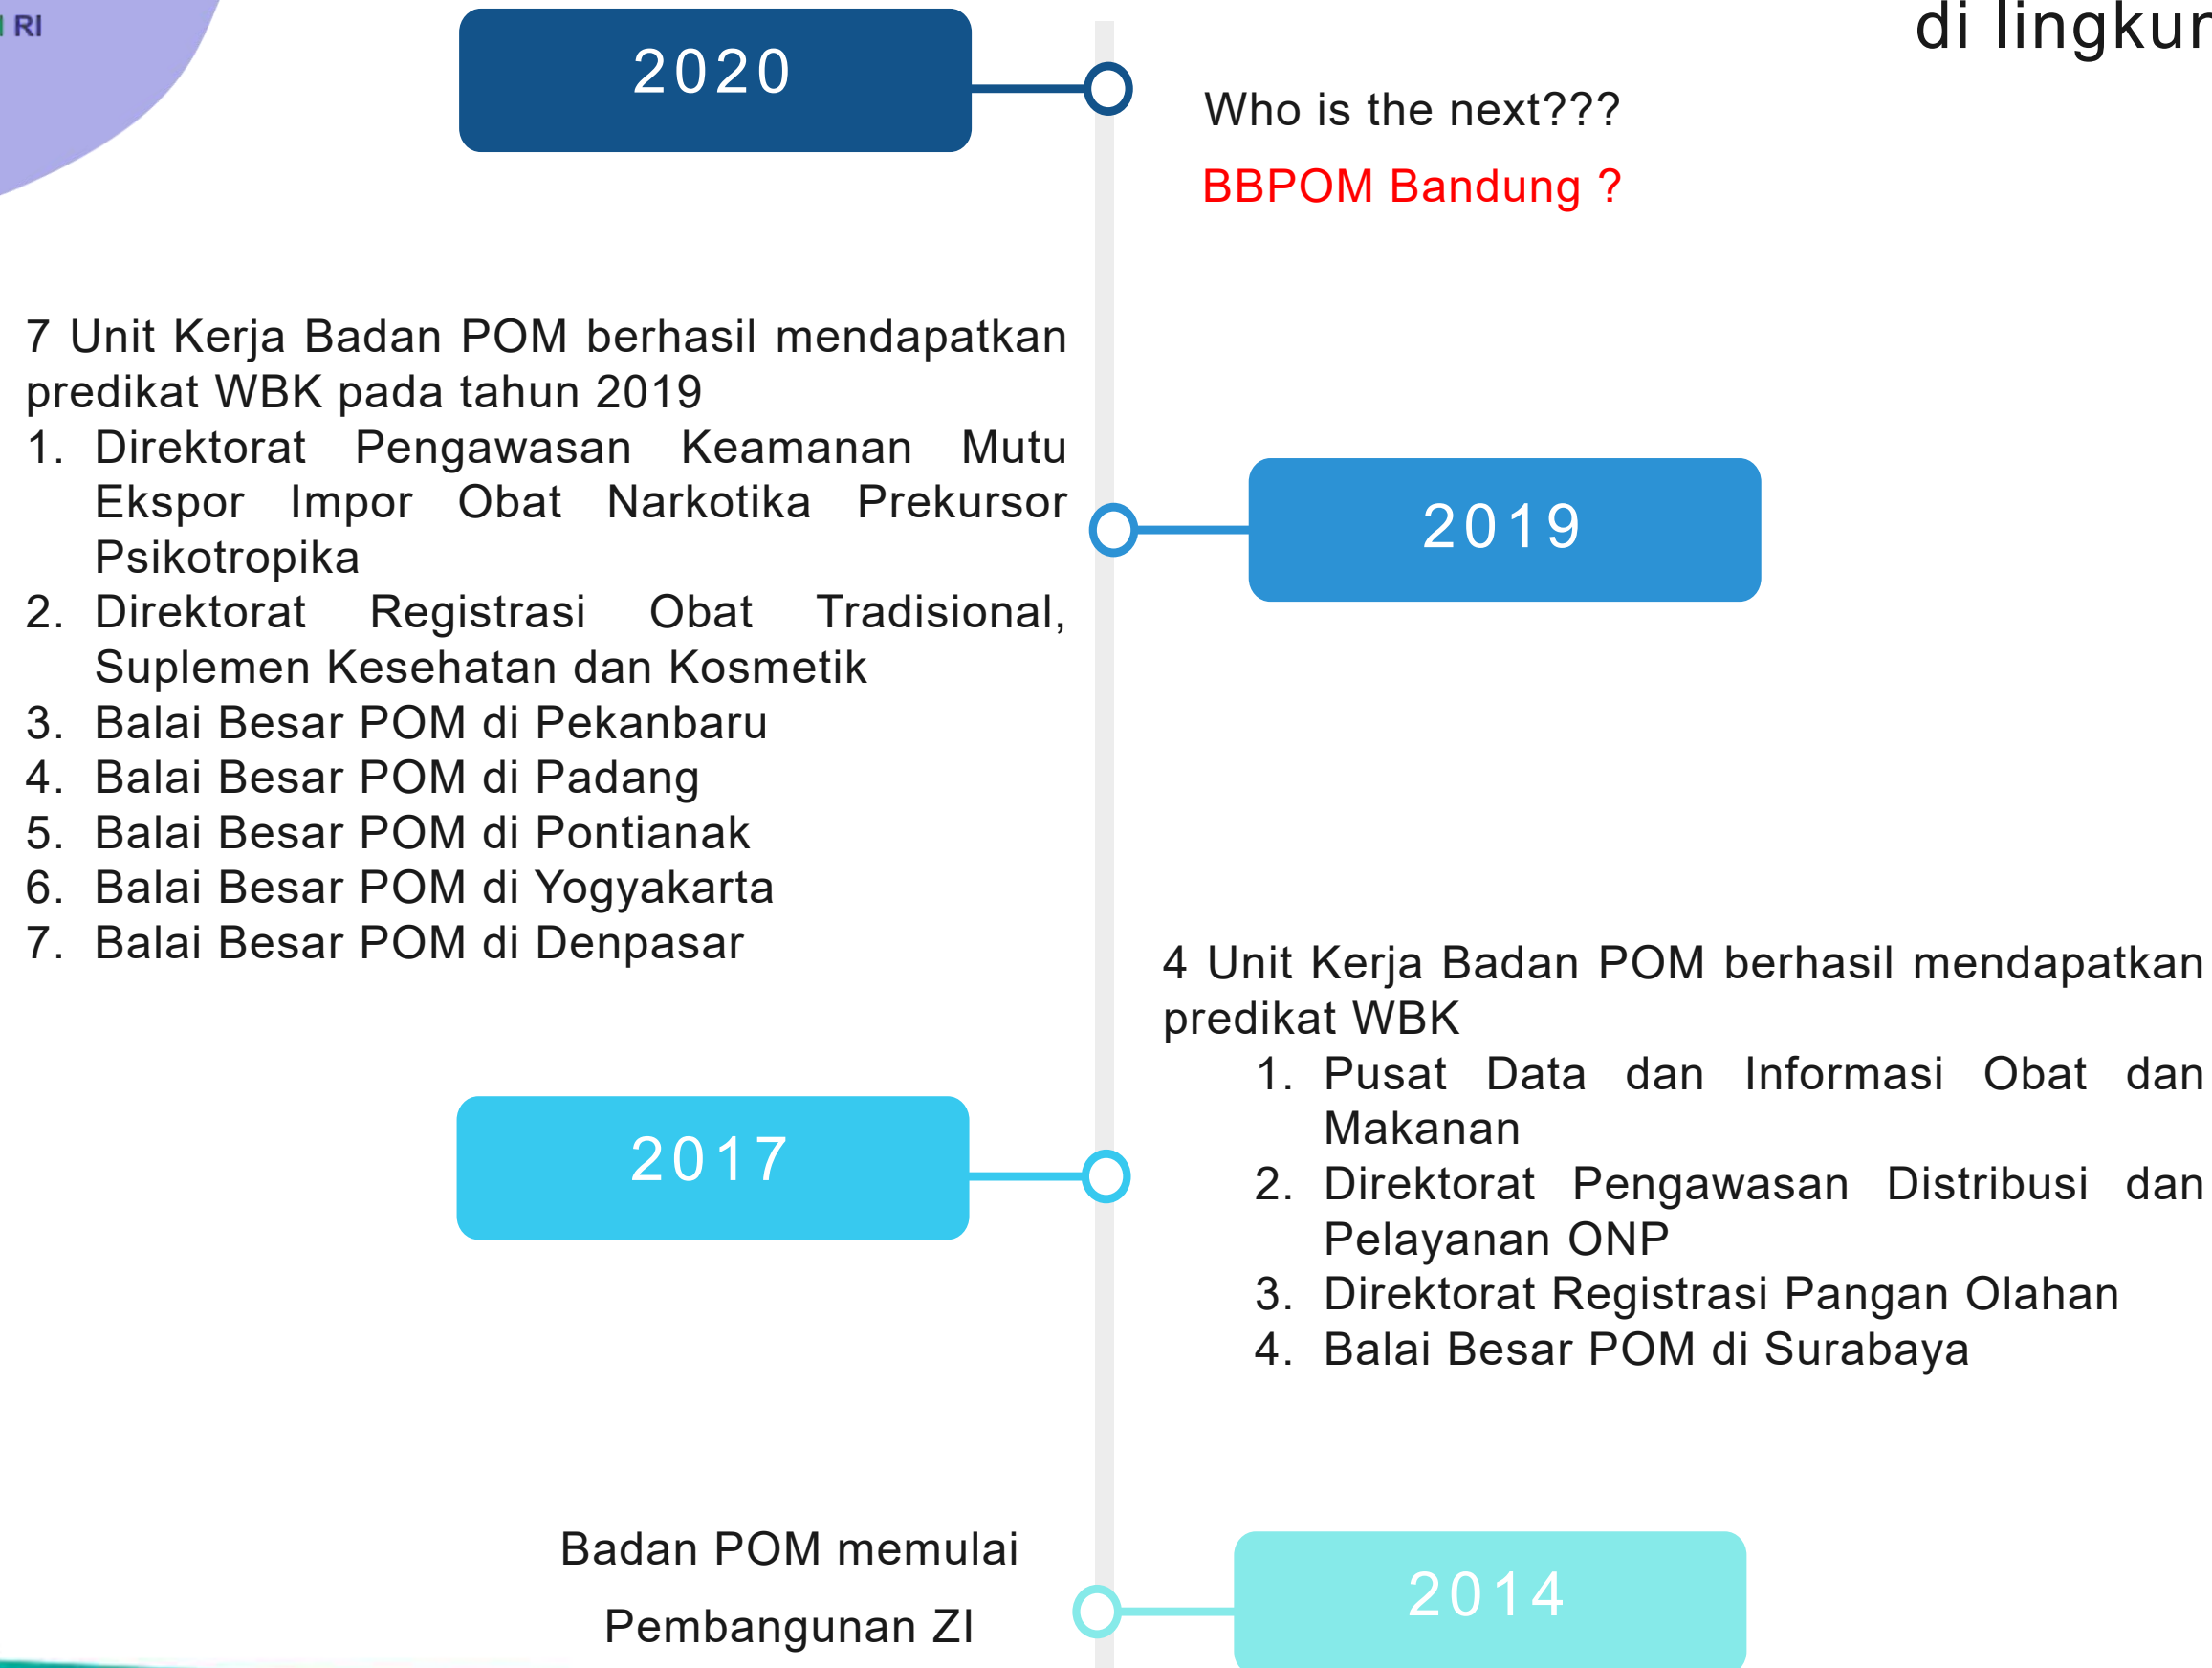 RI
di lingkun
2020
Who is the next???
BBPOM Bandung ?
7 Unit Kerja Badan POM berhasil mendapatkan
predikat WBK pada tahun 2019
1. Direktorat Pengawasan Keamanan Mutu
Ekspor Impor Obat Narkotika Prekursor
Psikotropika
2. Direktorat Registrasi Obat Tradisional,
Suplemen Kesehatan dan Kosmetik
3. Balai Besar POM di Pekanbaru
4. Balai Besar POM di Padang
5. Balai Besar POM di Pontianak
6. Balai Besar POM di Yogyakarta
7. Balai Besar POM di Denpasar
2019
4 Unit Kerja Badan POM berhasil mendapatkan
predikat WBK
1. Pusat Data dan Informasi Obat dan
Makanan
2. Direktorat Pengawasan Distribusi dan
Pelayanan ONP
3. Direktorat Registrasi Pangan Olahan
4. Balai Besar POM di Surabaya
2017
Badan POM memulai
Pembangunan ZI
2014